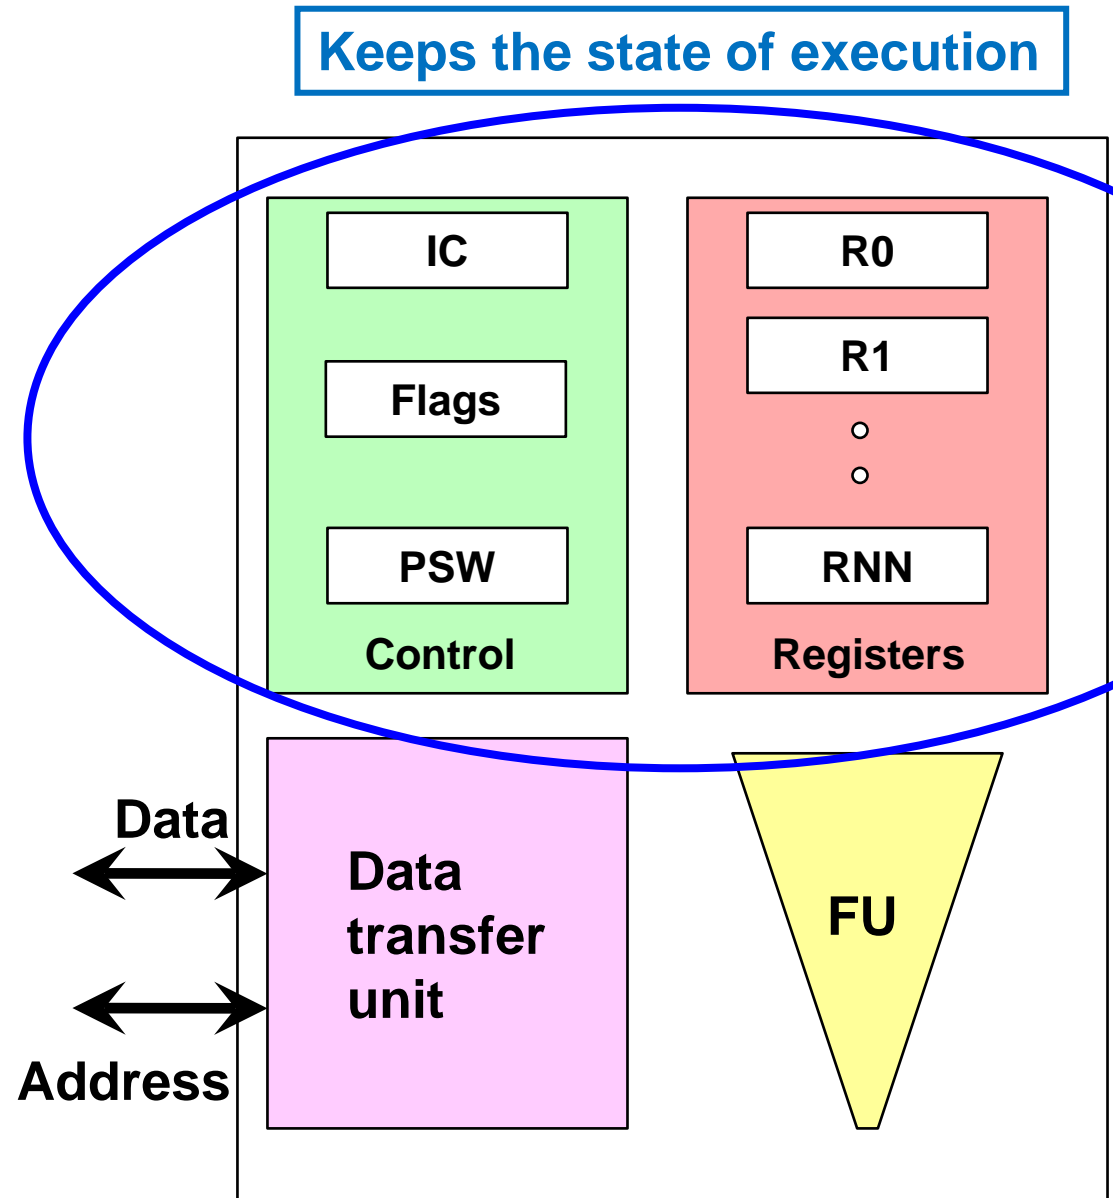 Keeps the state of execution
IC
Flags
PSW
Control
R0
R1
RNN
Registers
Data
Address
Data
transfer
unit
FU